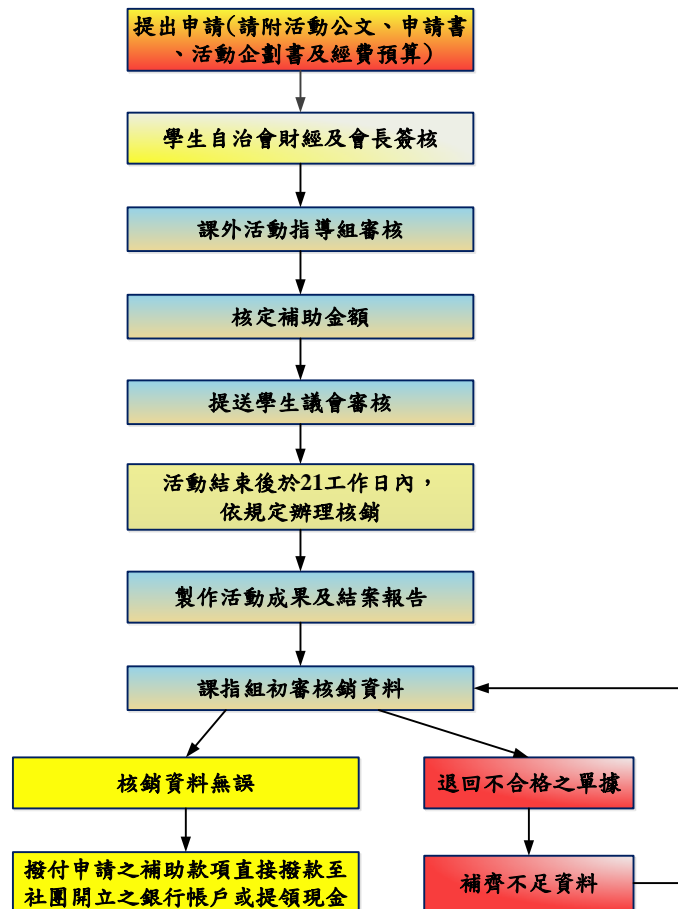 提出申請(請附活動公文、申請書
、活動企劃書及經費預算)
學生自治會財經及會長簽核
課外活動指導組審核
核定補助金額
提送學生議會審核
活動結束後於21工作日內，
依規定辦理核銷
製作活動成果及結案報告
課指組初審核銷資料
核銷資料無誤
退回不合格之單據
撥付申請之補助款項直接撥款至
社團開立之銀行帳戶或提領現金
補齊不足資料